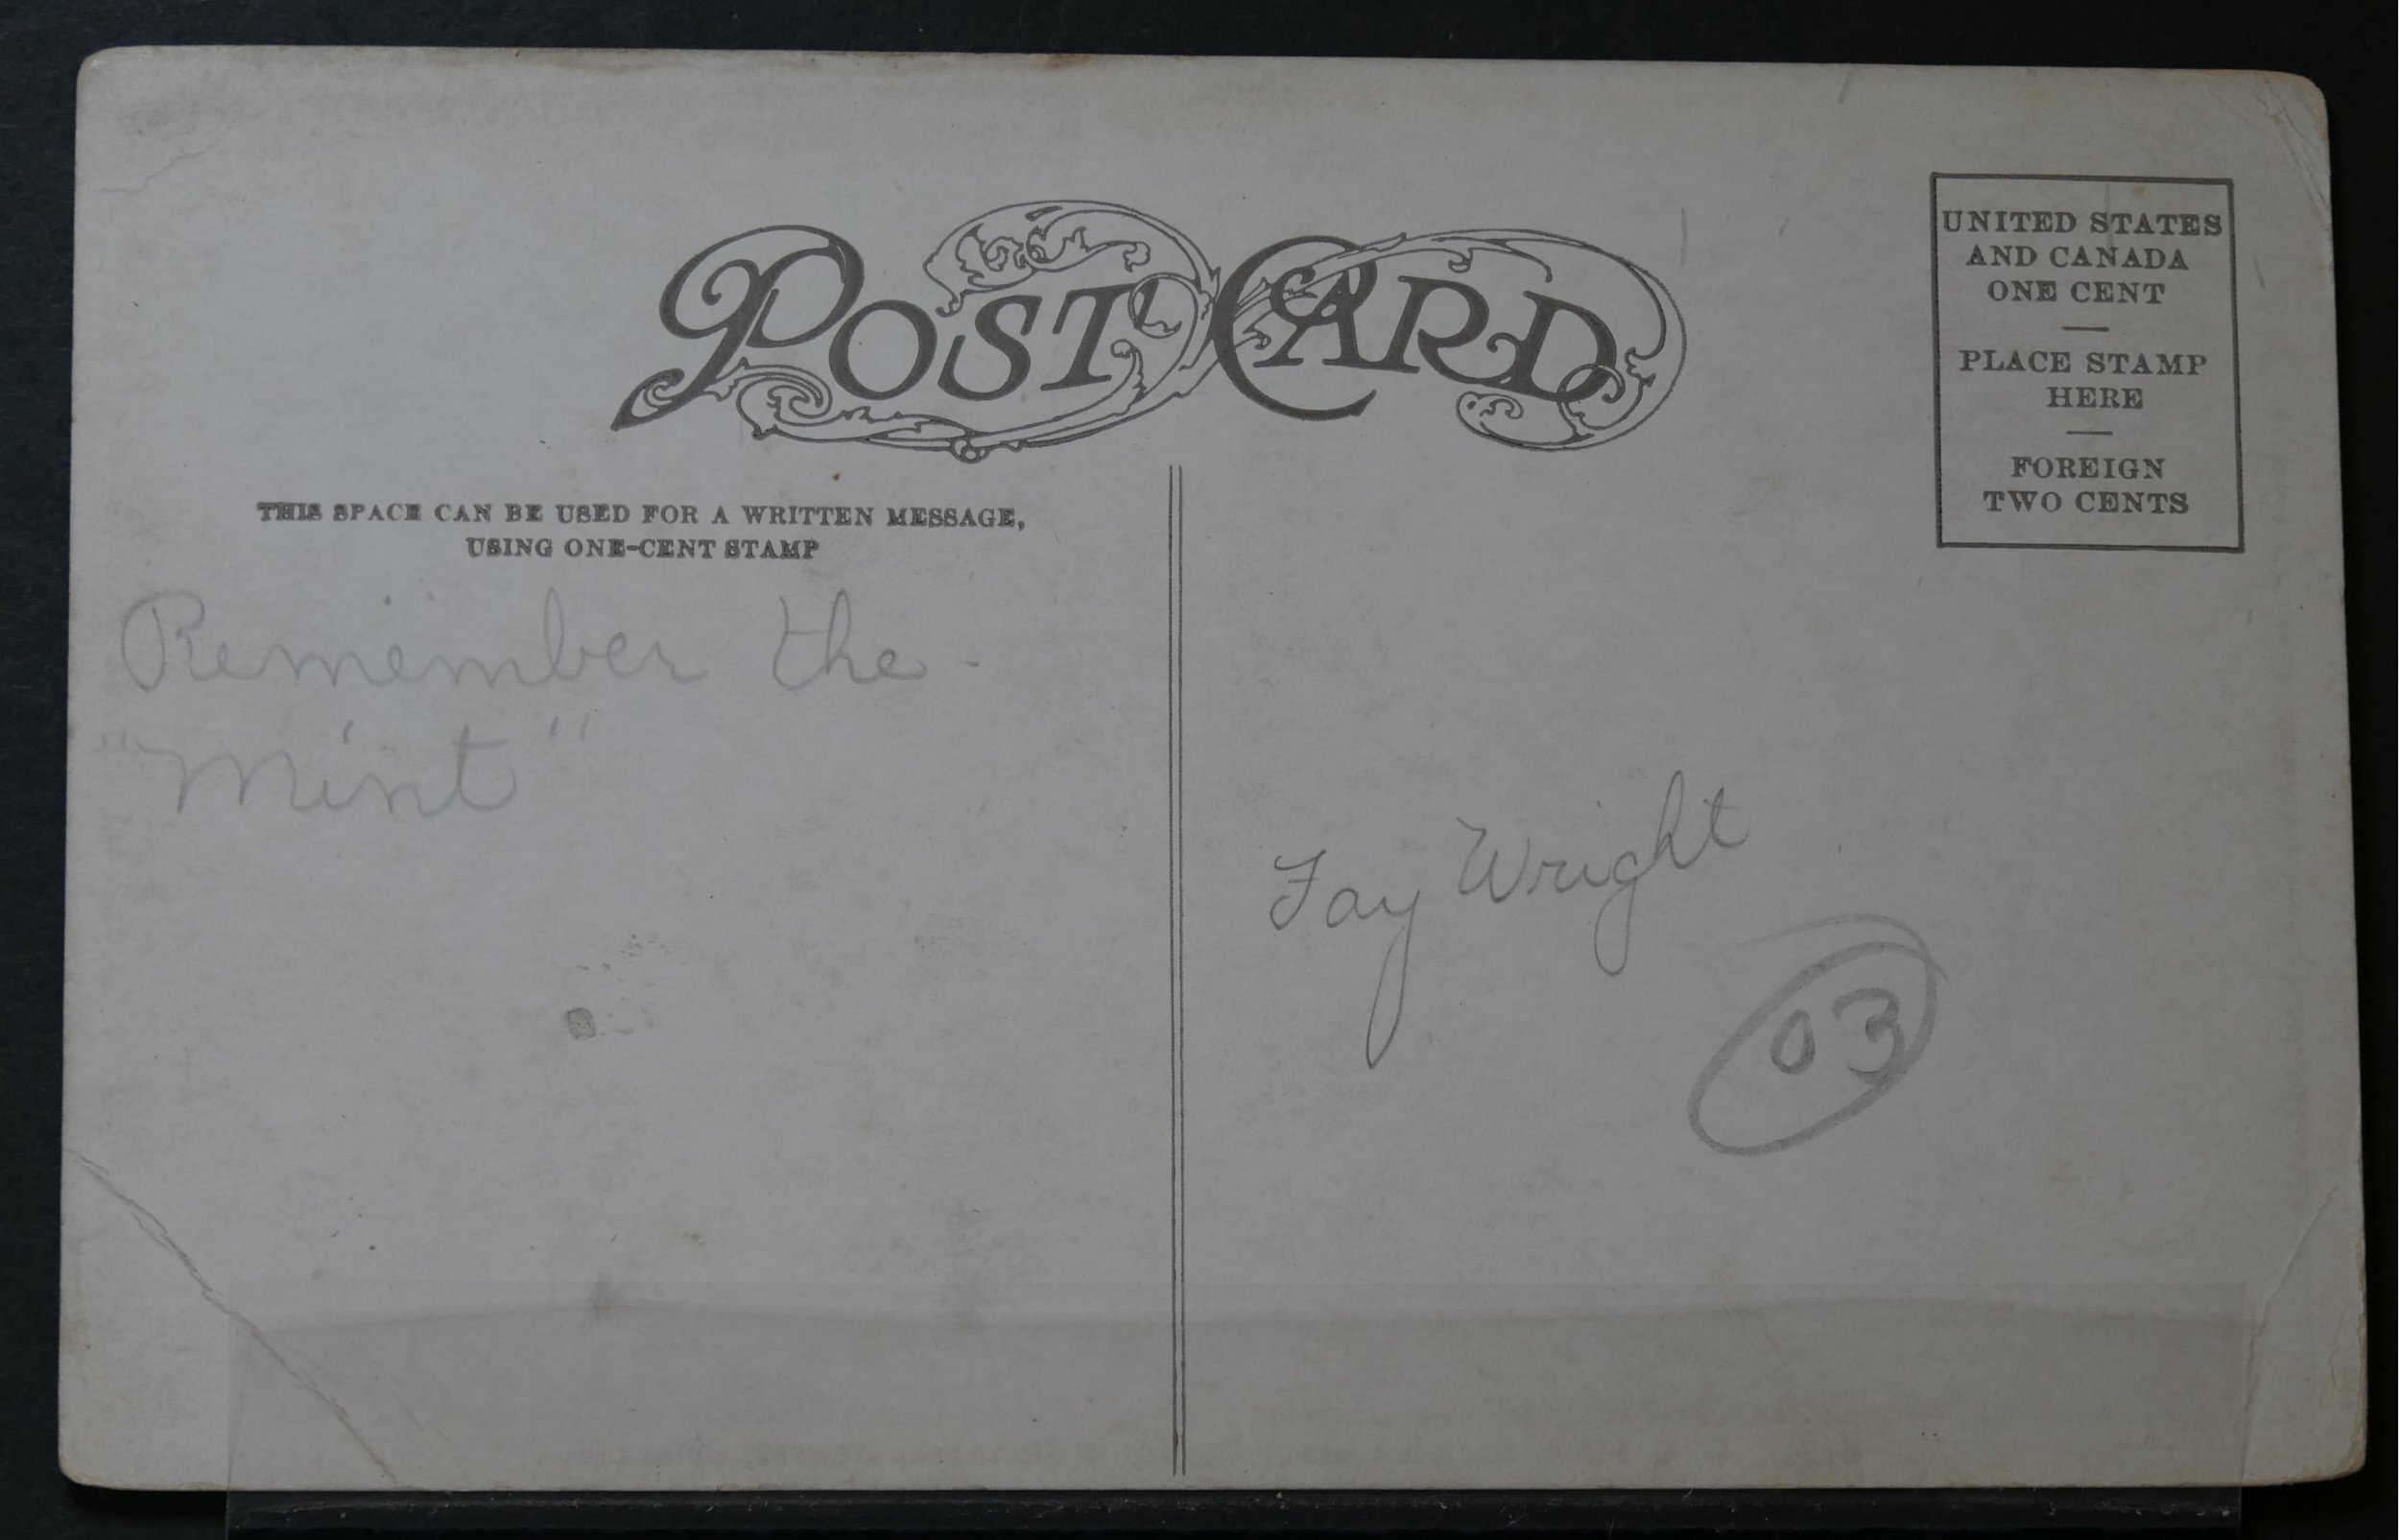 POST CARD
UNITED STATES
AND CANADA
ONE CENT
PLACE STAMP
HERE
FOREIGN
TWO CENTS
THIS SPACE CAN BE USED FOR A WRITTEN MESSAGE,
USING ONE-CENT STAMP
Remember the
"Mint"
Fay Wright
03